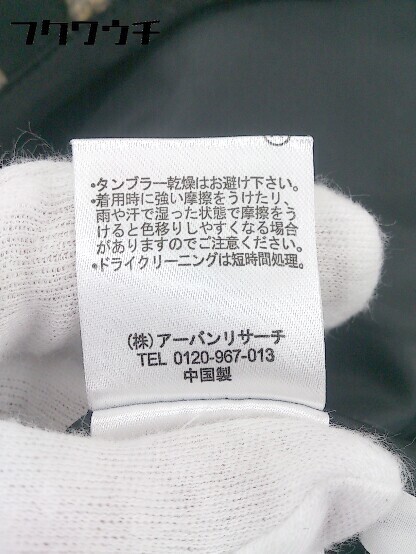 フクワウチ
・タンブラー乾燥はお避け下さい。
・着用時に強い摩擦をうけたり、
雨や汗で湿った状態で摩擦をう
けると色移りしやすくなる場合
がありますのでご注意ください。
・ドライクリーニングは短時間処理。
(株)アーバンリサーチ
TEL 0120-967-013
中国製